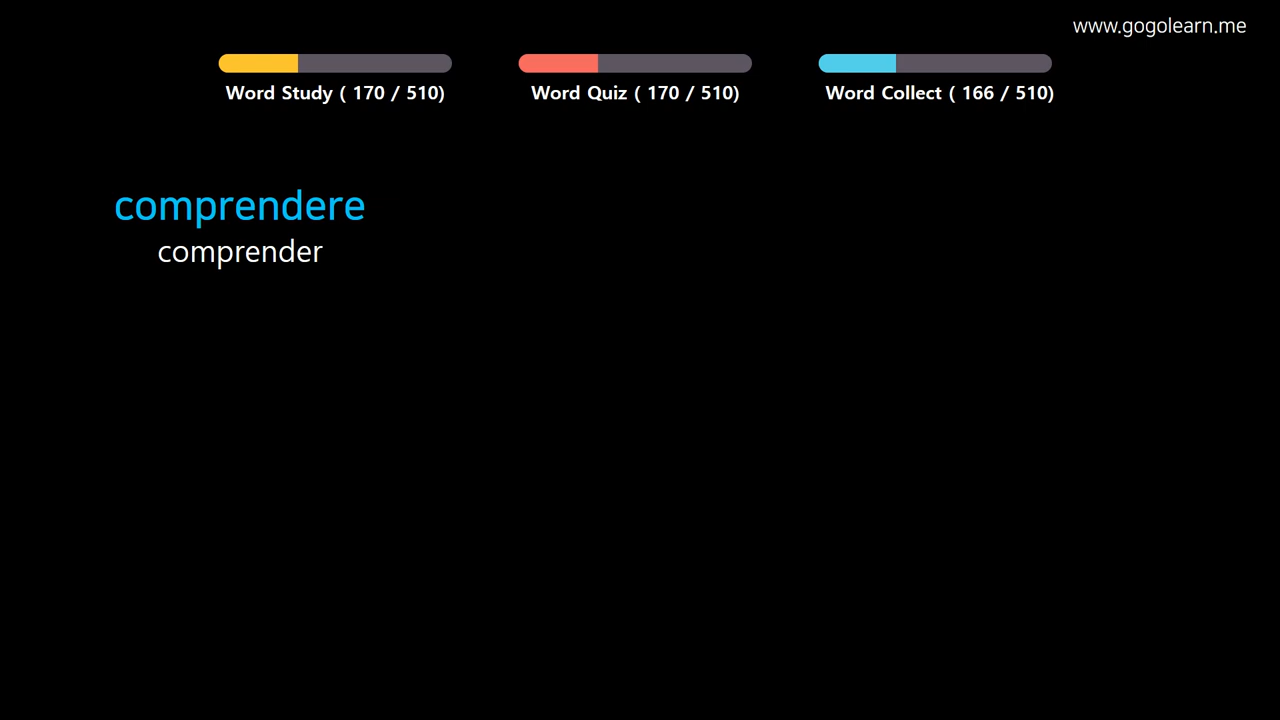 www.gogolearn.me
Word Study ( 170 / 510)
Word Quiz ( 170 / 510)
Word Collect ( 166 / 510)
comprendere
comprender